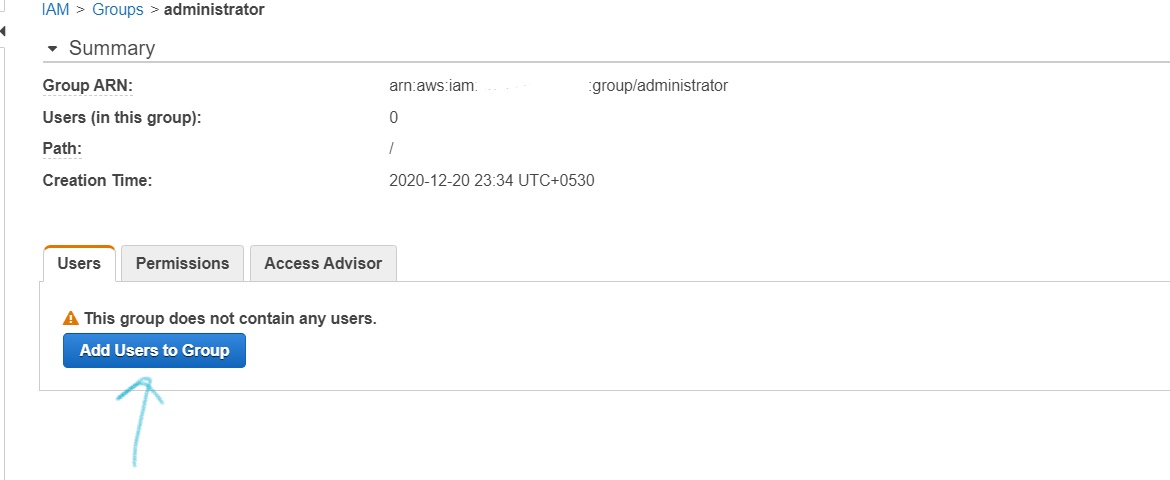 IAM > Groups > administrator
Summary
Group ARN: arn:aws:iam: :group/administrator
Users (in this group): 0
Path: /
Creation Time: 2020-12-20 23:34 UTC+0530
Users Permissions Access Advisor
This group does not contain any users.
Add Users to Group